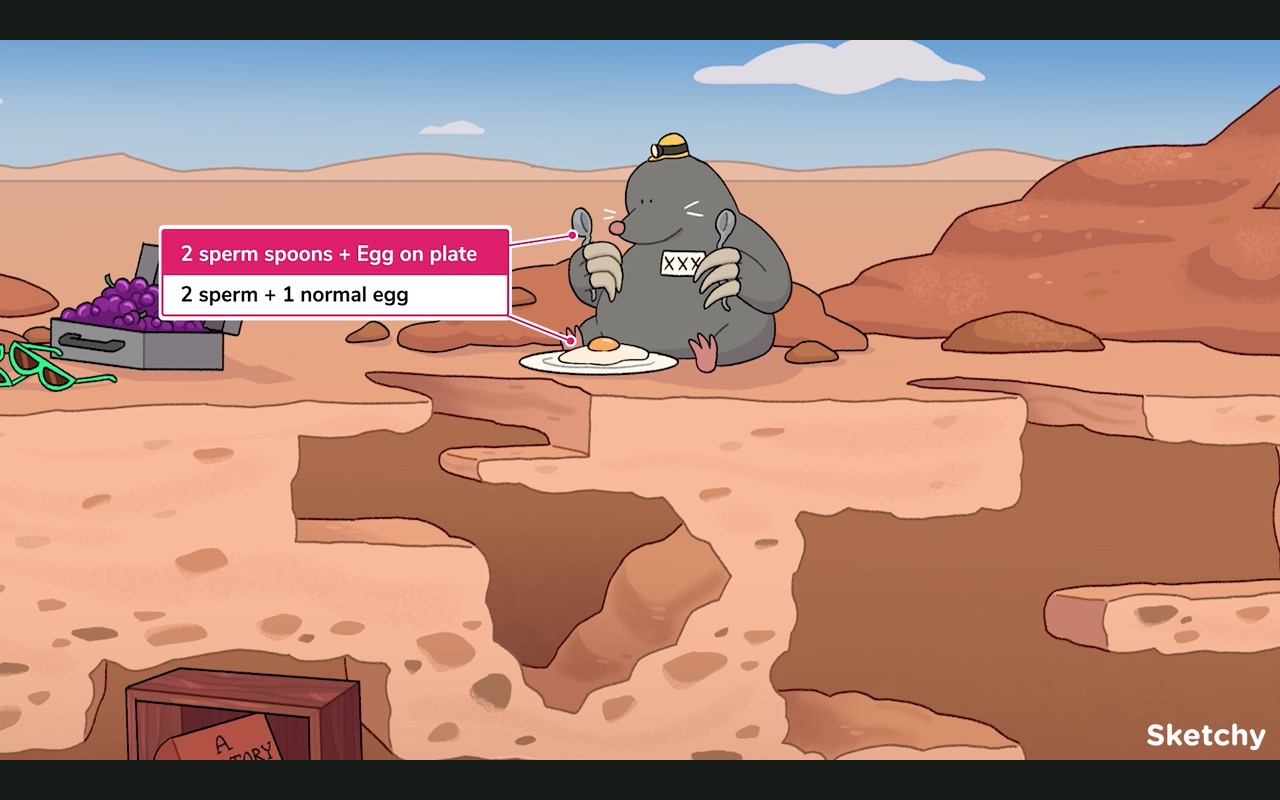 2 sperm spoons + Egg on plate
2 sperm + 1 normal egg
XXX
A
Sketchy